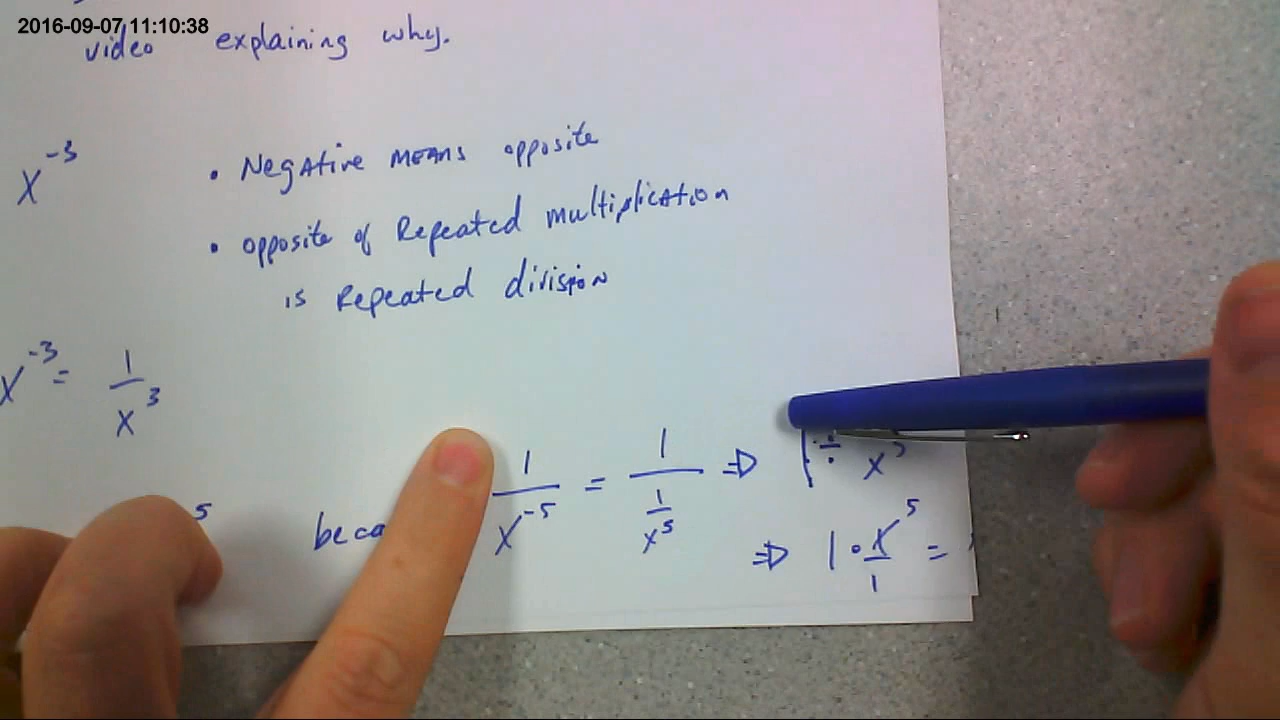 2016-09-07 11:10:38
video explaining why.
x^-3
• Negative MEANS opposite
• opposite of Repeated multiplication
is Repeated division
x^-3 = 1/x^3
5 1/x^-5 = 1/(1/x^5) ⇒ 1 ÷ x^5
⇒ 1 • x^5/1 =